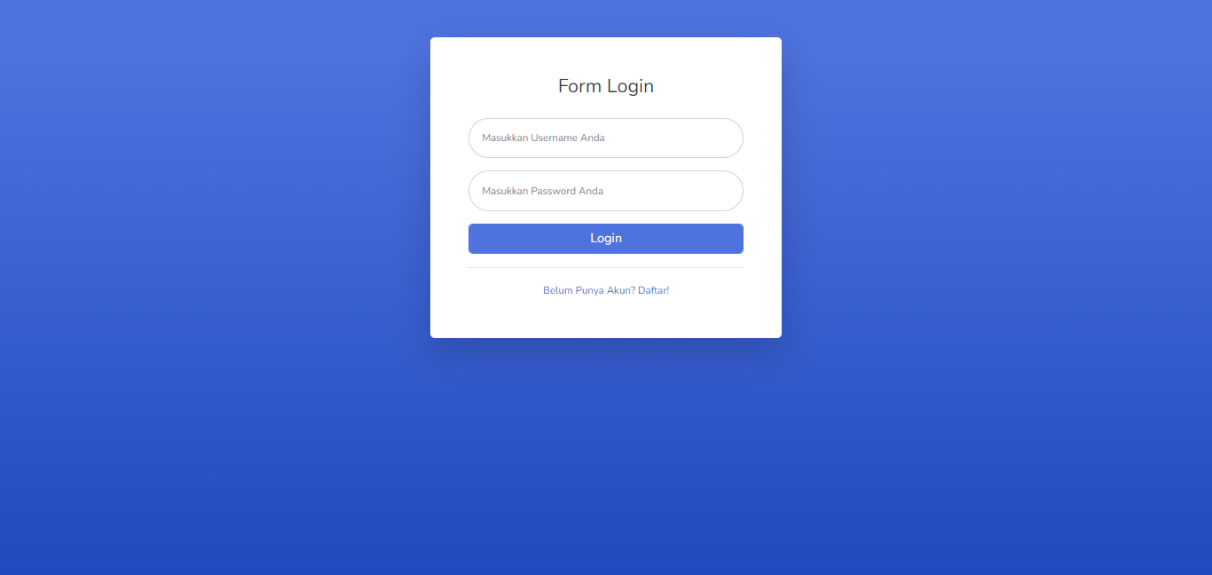 Form Login
Masukkan Username Anda
Masukkan Password Anda
Login
Belum Punya Akun? Daftar!